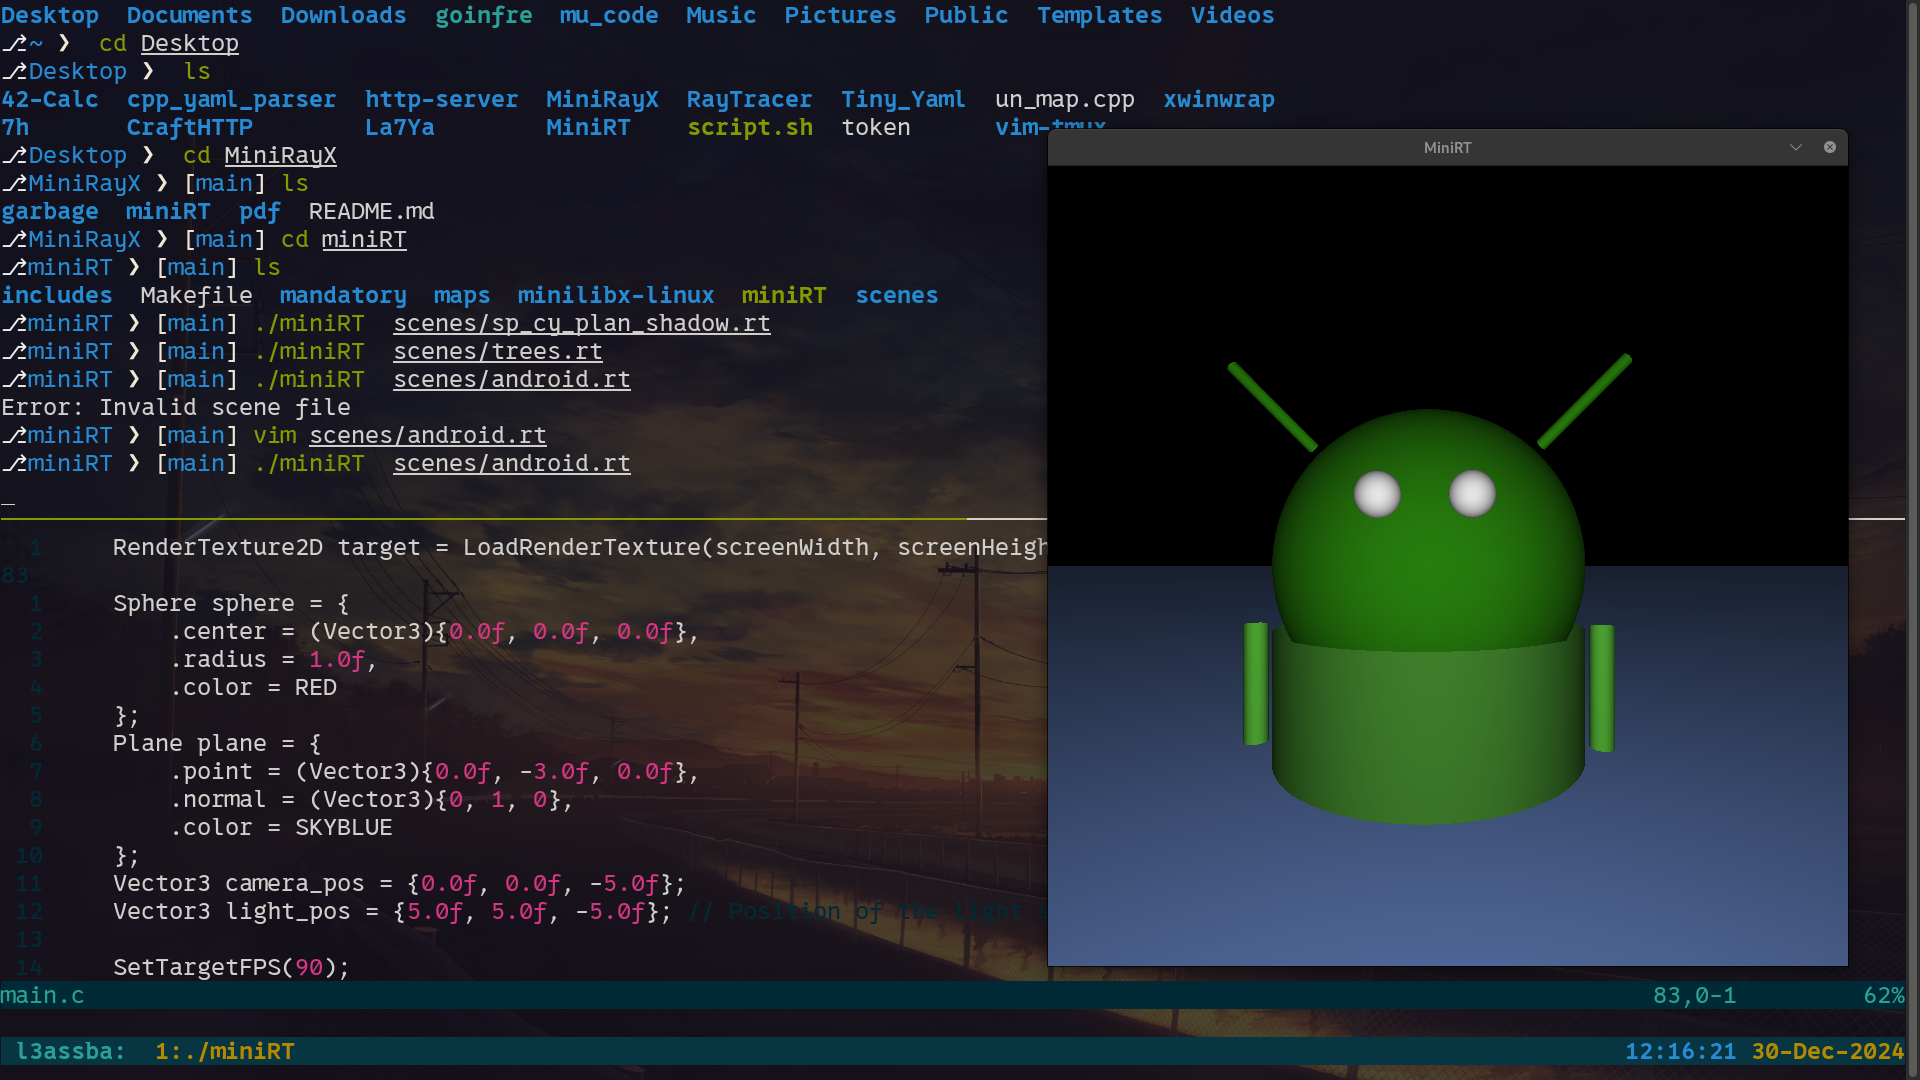 Desktop  Documents  Downloads  goinfre  mu_code  Music  Pictures  Public  Templates  Videos
~ ❯  cd Desktop
Desktop ❯  ls
42-Calc  cpp_yaml_parser  http-server  MiniRayX  RayTracer  Tiny_Yaml  un_map.cpp  xwinwrap
7h       CraftHTTP        La7Ya        MiniRT    script.sh  token      vim-tmux
Desktop ❯  cd MiniRayX
MiniRayX ❯ [main] ls
garbage  miniRT  pdf  README.md
MiniRayX ❯ [main] cd miniRT
miniRT ❯ [main] ls
includes  Makefile  mandatory  maps  minilibx-linux  miniRT  scenes
miniRT ❯ [main] ./miniRT  scenes/sp_cy_plan_shadow.rt
miniRT ❯ [main] ./miniRT  scenes/trees.rt
miniRT ❯ [main] ./miniRT  scenes/android.rt
Error: Invalid scene file
miniRT ❯ [main] vim scenes/android.rt
miniRT ❯ [main] ./miniRT  scenes/android.rt
_
MiniRT
1     RenderTexture2D target = LoadRenderTexture(screenWidth, screenHeigh
83
1     Sphere sphere = {
2         .center = (Vector3){0.0f, 0.0f, 0.0f},
3         .radius = 1.0f,
4         .color = RED
5     };
6     Plane plane = {
7         .point = (Vector3){0.0f, -3.0f, 0.0f},
8         .normal = (Vector3){0, 1, 0},
9         .color = SKYBLUE
10     };
11     Vector3 camera_pos = {0.0f, 0.0f, -5.0f};
12     Vector3 light_pos = {5.0f, 5.0f, -5.0f}; // Position of the light s
13
14     SetTargetFPS(90);
main.c 83,0-1 62%
l3assba:  1:./miniRT 12:16:21 30-Dec-2024